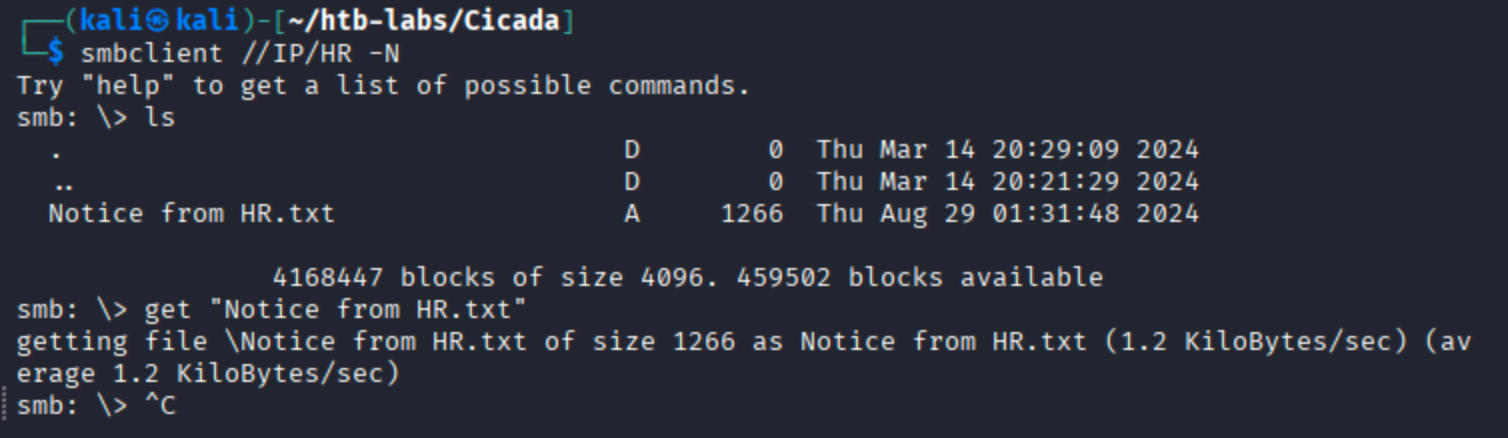 ┌──(kali㉿kali)-[~/htb-labs/Cicada]
└─$ smbclient //IP/HR -N
Try "help" to get a list of possible commands.
smb: \> ls
  .                                   D        0  Thu Mar 14 20:29:09 2024
  ..                                  D        0  Thu Mar 14 20:21:29 2024
  Notice from HR.txt                  A     1266  Thu Aug 29 01:31:48 2024

                4168447 blocks of size 4096. 459502 blocks available
smb: \> get "Notice from HR.txt"
getting file \Notice from HR.txt of size 1266 as Notice from HR.txt (1.2 KiloBytes/sec) (av
erage 1.2 KiloBytes/sec)
smb: \> ^C